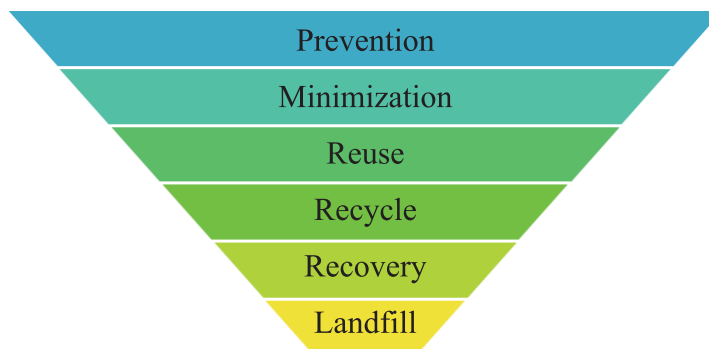 Prevention
Minimization
Reuse
Recycle
Recovery
Landfill